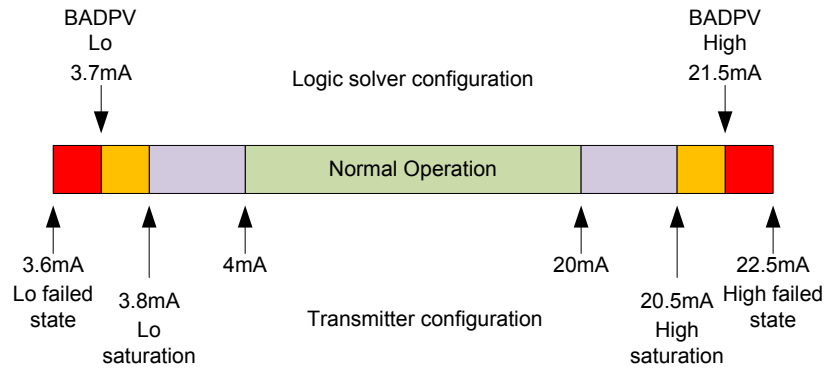 BADPV
Lo
3.7mA
Logic solver configuration
BADPV
High
21.5mA
Normal Operation
3.6mA
Lo failed
state
3.8mA
Lo
saturation
4mA
Transmitter configuration
20mA
20.5mA
High
saturation
22.5mA
High failed
state